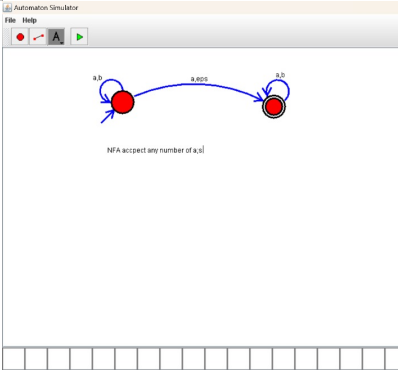 Automaton Simulator
File Help
A
a,b
a,eps
a,b
NFA accpect any number of a;s